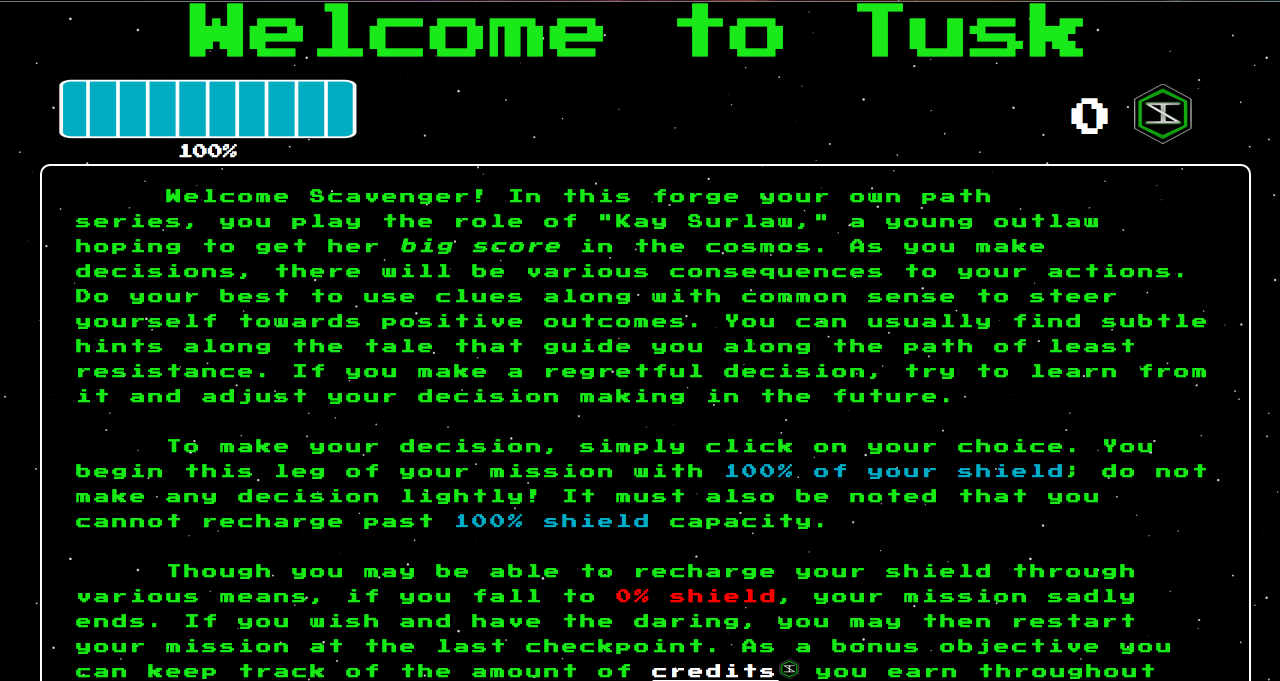 Welcome to Tusk
0
100%
Welcome Scavenger! In this forge your own path
series, you play the role of "Kay Surlaw," a young outlaw
hoping to get her big score in the cosmos. As you make
decisions, there will be various consequences to your actions.
Do your best to use clues along with common sense to steer
yourself towards positive outcomes. You can usually find subtle
hints along the tale that guide you along the path of least
resistance. If you make a regretful decision, try to learn from
it and adjust your decision making in the future.
To make your decision, simply click on your choice. You
begin this leg of your mission with 100% of your shield; do not
make any decision lightly! It must also be noted that you
cannot recharge past 100% shield capacity.
Though you may be able to recharge your shield through
various means, if you fall to 0% shield, your mission sadly
ends. If you wish and have the daring, you may then restart
your mission at the last checkpoint. As a bonus objective you
can keep track of the amount of credits you earn throughout